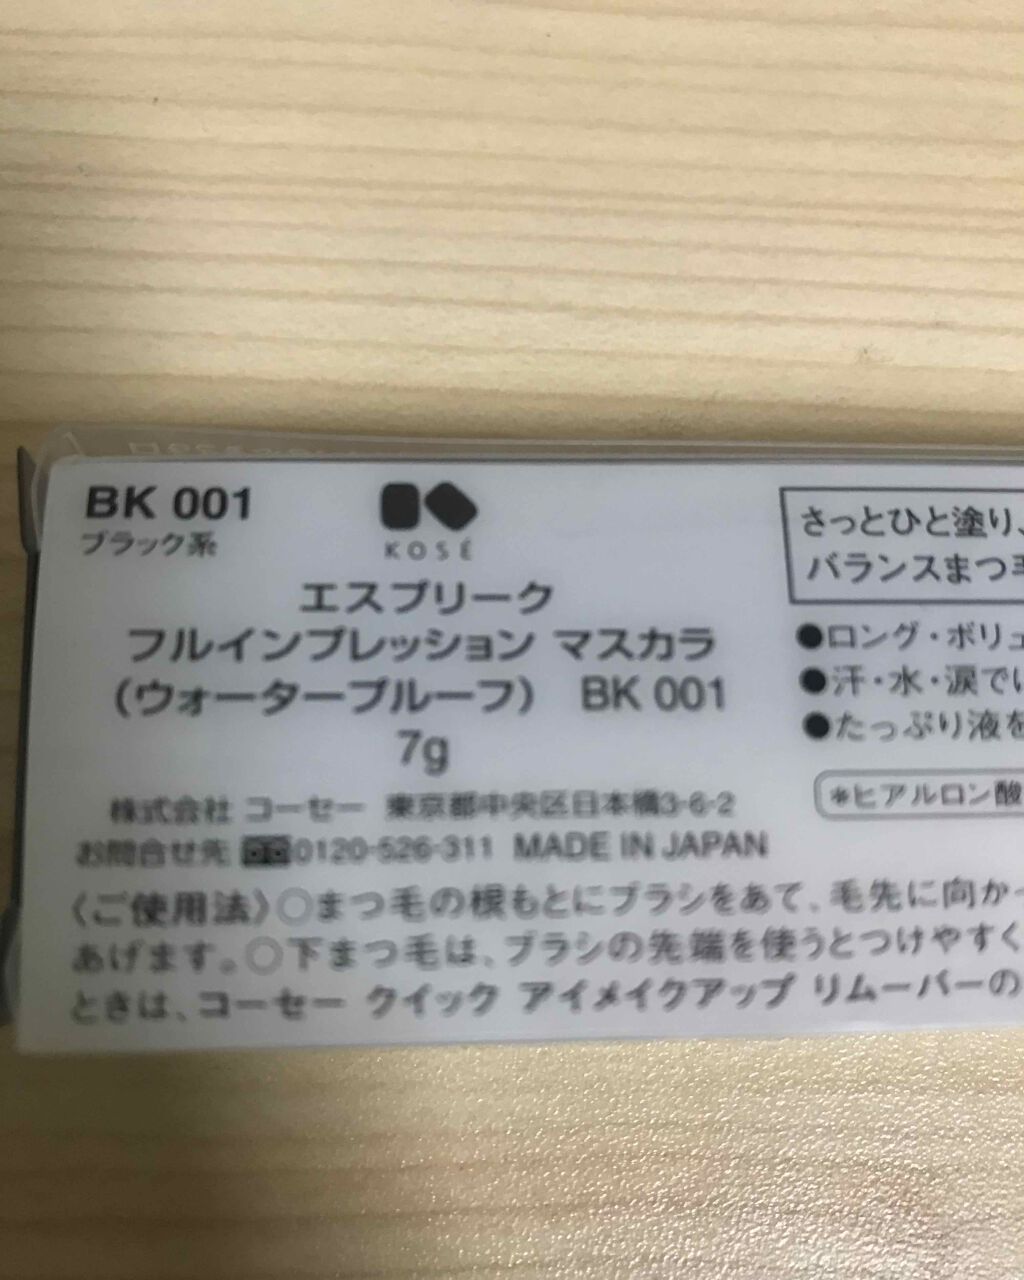 BK 001
ブラック系
KOSÉ
エスプリーク
フルインプレッション マスカラ
(ウォータープルーフ) BK 001
7g
株式会社 コーセー 東京都中央区日本橋3-6-2
お問合せ先 0120-526-311 MADE IN JAPAN
さっとひと塗り、
バランスまつ毛
●ロング・ボリュ
●汗・水・涙で
●たっぷり液を
*ヒアルロン酸
〈ご使用法〉○まつ毛の根もとにブラシをあて、毛先に向かっ
あげます。○下まつ毛は、ブラシの先端を使うとつけやすく
ときは、コーセー クイック アイメイクアップ リムーバーの